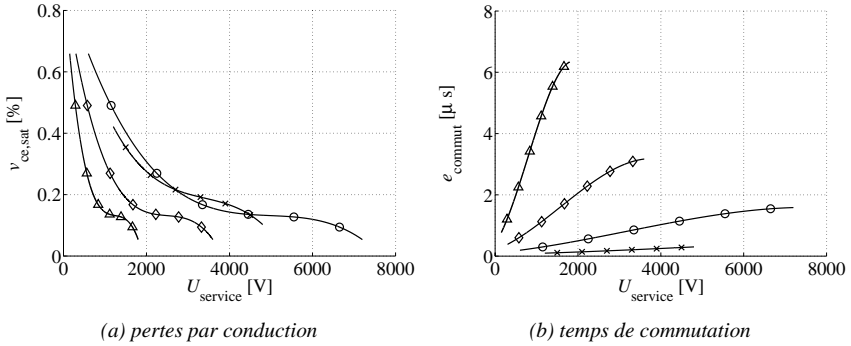 0.8
0.6
0.4
0.2
0
0 2000 4000 6000 8000
v_ce,sat [%]
U_service [V]
(a) pertes par conduction
8
6
4
2
0
0 2000 4000 6000 8000
e_commut [μ s]
U_service [V]
(b) temps de commutation